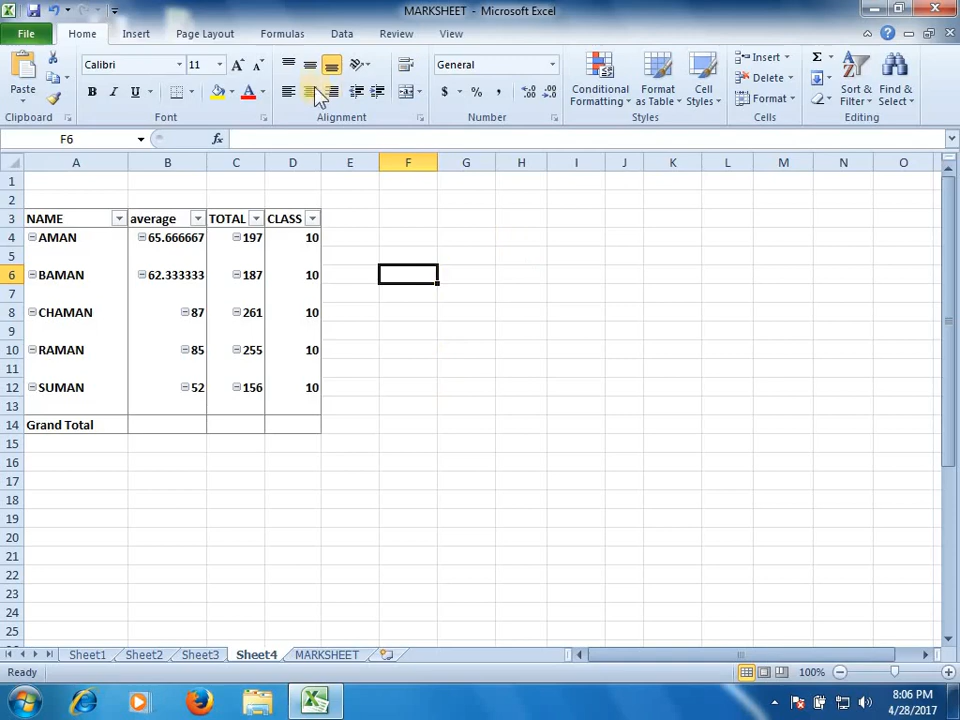 MARKSHEET - Microsoft Excel
File Home Insert Page Layout Formulas Data Review View
Calibri 11 General
Paste
B I U A $ % ,
Conditional Formatting
Format as Table
Cell Styles
Insert
Delete
Format
Sort & Filter
Find & Select
Clipboard Font Alignment Number Styles Cells Editing
F6 fx
A B C D E F G H I J K L M N O
1
2
3 NAME average TOTAL CLASS
4 AMAN 65.666667 197 10
5
6 BAMAN 62.333333 187 10
7
8 CHAMAN 87 261 10
9
10 RAMAN 85 255 10
11
12 SUMAN 52 156 10
13
14 Grand Total
15
16
17
18
19
20
21
22
23
24
25
Sheet1 Sheet2 Sheet3 Sheet4 MARKSHEET
Ready 100%
8:06 PM
4/28/2017